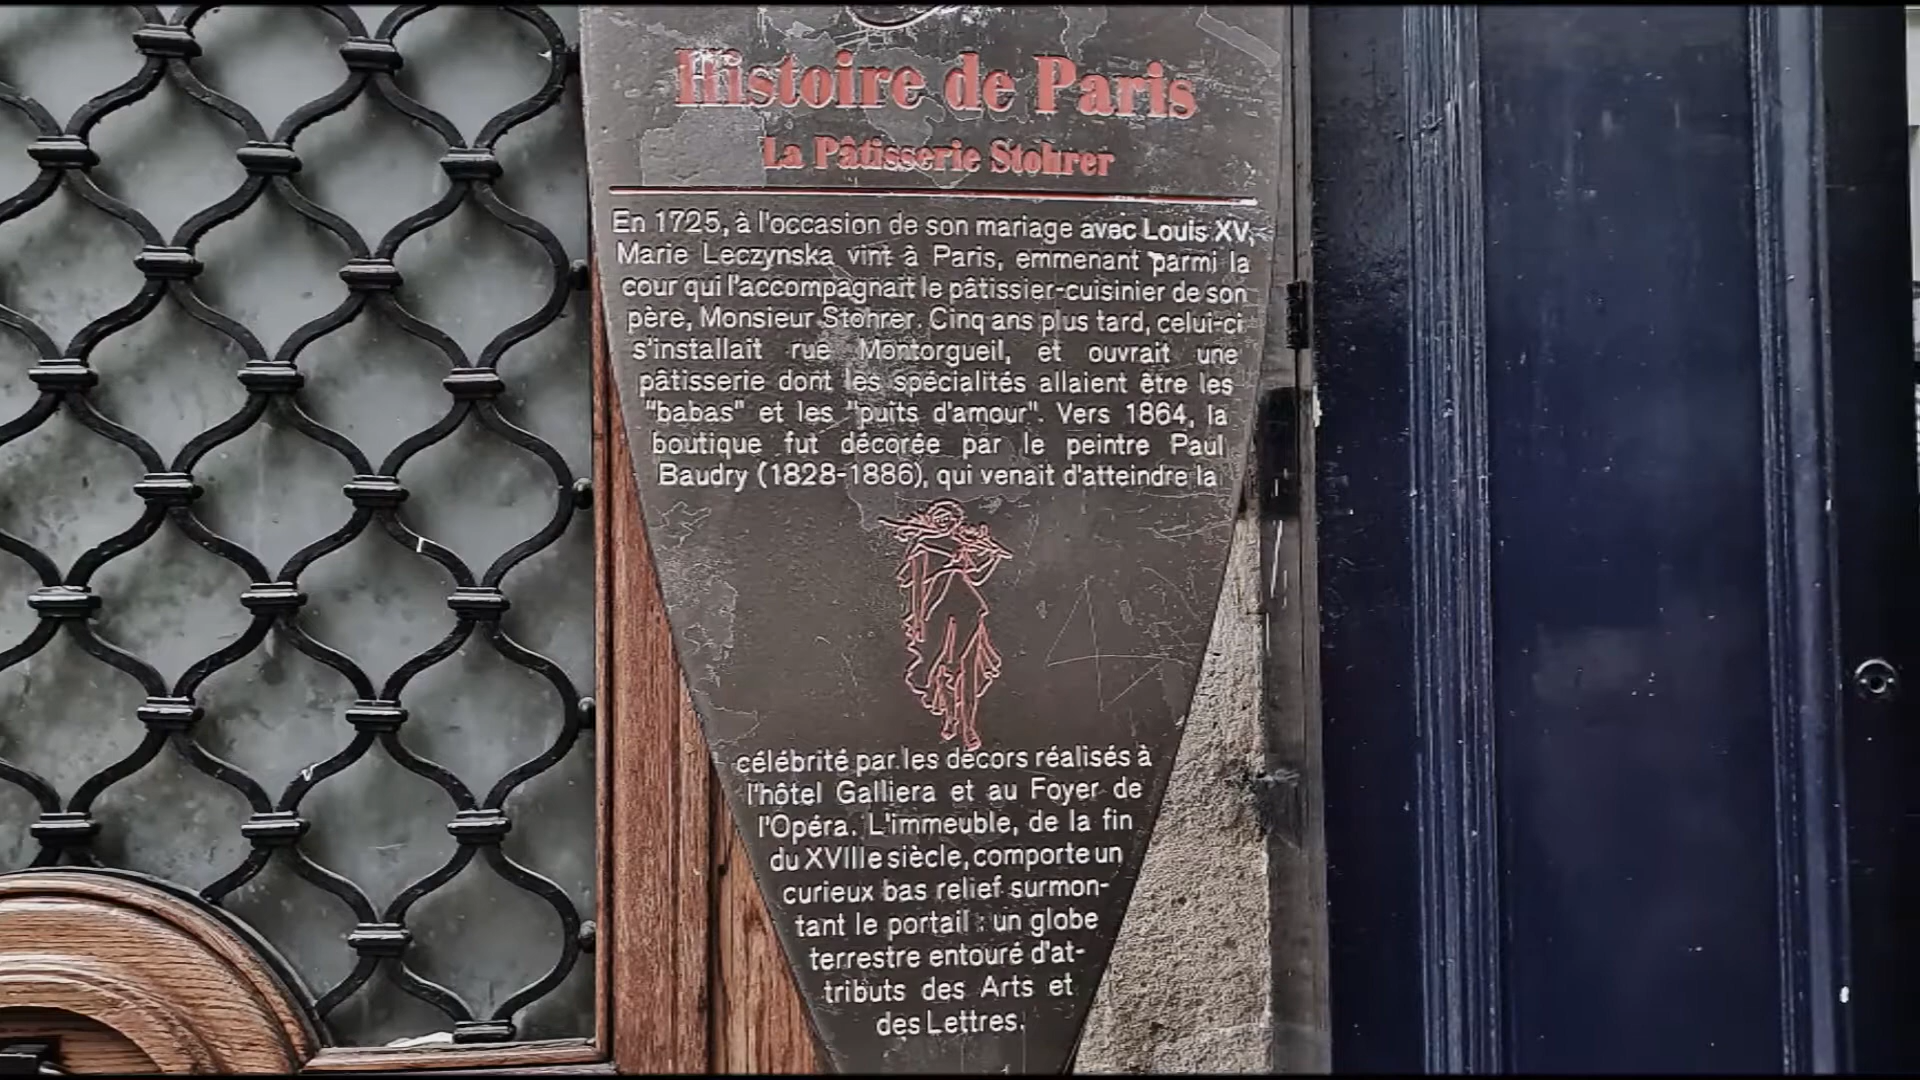 Histoire de Paris
La Pâtisserie Stohrer
En 1725, à l'occasion de son mariage avec Louis XV,
Marie Leczynska vint à Paris, emmenant parmi la
cour qui l'accompagnait le pâtissier-cuisinier de son
père, Monsieur Stohrer. Cinq ans plus tard, celui-ci
s'installait rue Montorgueil, et ouvrait une
pâtisserie dont les spécialités allaient être les
"babas" et les "puits d'amour". Vers 1864, la
boutique fut décorée par le peintre Paul
Baudry (1828-1886), qui venait d'atteindre la
célébrité par les décors réalisés à
l'hôtel Galliera et au Foyer de
l'Opéra. L'immeuble, de la fin
du XVIIIe siècle, comporte un
curieux bas relief surmon-
tant le portail : un globe
terrestre entouré d'at-
tributs des Arts et
des Lettres.